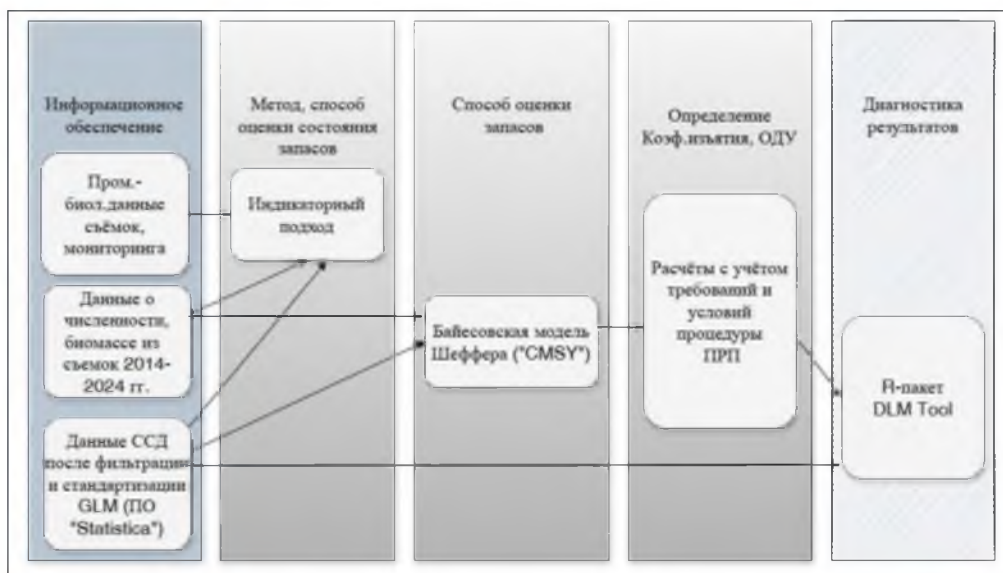 Информационное
обеспечение
Пром.-
биол.данные
съёмок,
мониторинга
Данные о
численности,
биомассе из
съемок 2014-
2024 гг.
Данные ССД
после фильтрации
и стандартизации
GLM (ПО
"Statistica")
Метод, способ
оценки состояния
запасов
Индикаторный
подход
Способ оценки
запасов
Байесовская модель
Шеффера ("CMSY")
Определение
Коэф.изъятия, ОДУ
Расчёты с учётом
требований и
условий
процедуры
ПРП
Диагностика
результатов
R-пакет
DLM Tool